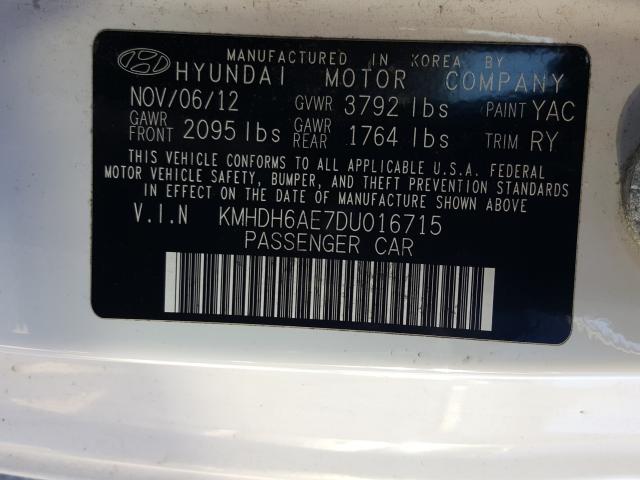 MANUFACTURED IN KOREA BY
HYUNDAI MOTOR COMPANY
NOV/06/12 GVWR 3792 lbs PAINT YAC
GAWR FRONT 2095 lbs GAWR REAR 1764 lbs TRIM RY
THIS VEHICLE CONFORMS TO ALL APPLICABLE U.S.A. FEDERAL
MOTOR VEHICLE SAFETY, BUMPER, AND THEFT PREVENTION STANDARDS
IN EFFECT ON THE DATE OF MANUFACTURE SHOWN ABOVE
V.I.N KMHDH6AE7DU016715
PASSENGER CAR